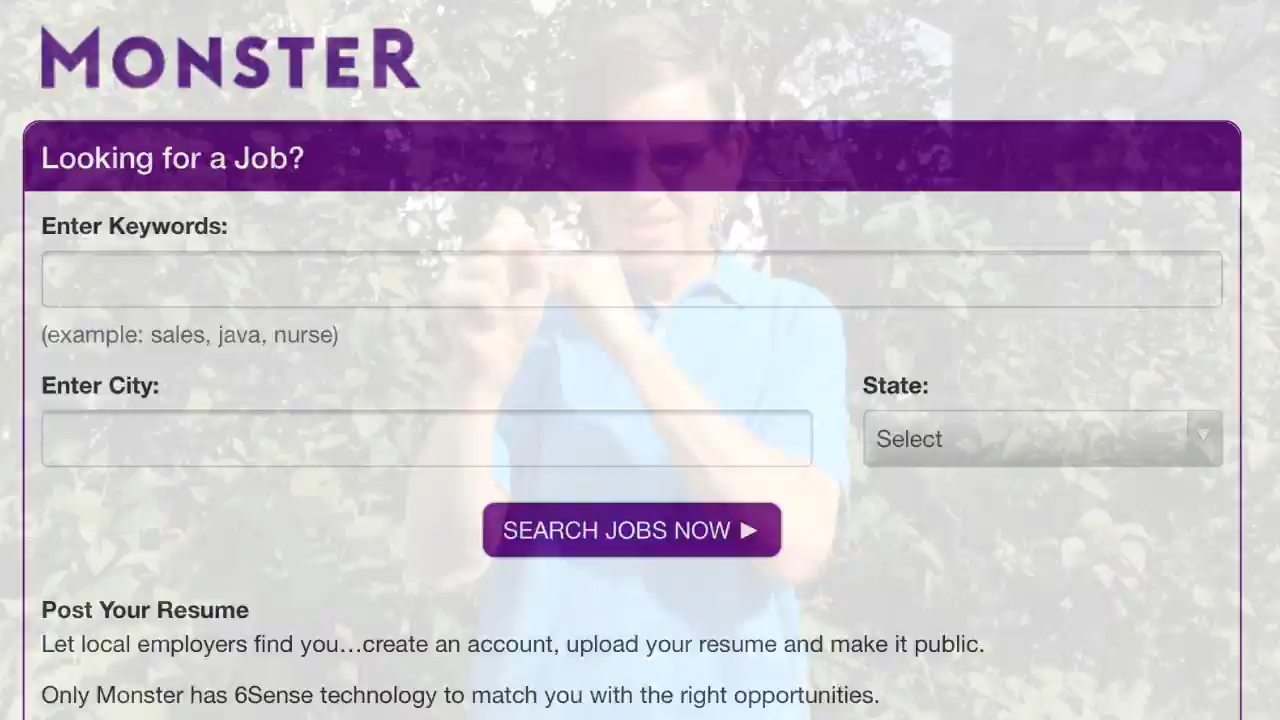 MONSTER
Looking for a Job?
Enter Keywords:
(example: sales, java, nurse)
Enter City:
State:
Select
SEARCH JOBS NOW ►
Post Your Resume
Let local employers find you…create an account, upload your resume and make it public.
Only Monster has 6Sense technology to match you with the right opportunities.